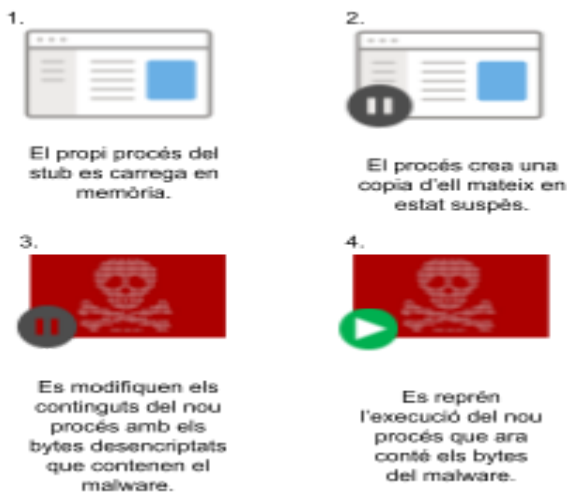 1.
El propi procés del
stub es carrega en
memòria.
2.
El procés crea una
copia d'ell mateix en
estat suspès.
3.
Es modifiquen els
continguts del nou
procés amb els
bytes desencriptats
que contenen el
malware.
4.
Es reprèn
l'execució del nou
procés que ara
conté els bytes
del malware.